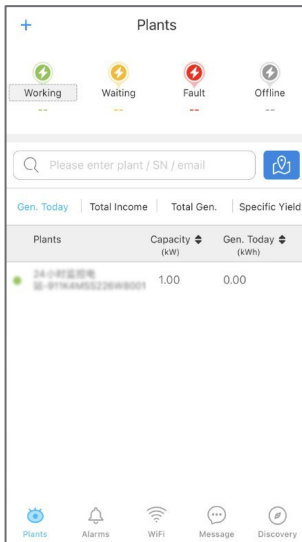 + Plants
Working Waiting Fault Offline
-- -- -- --
Please enter plant / SN / email
Gen. Today Total Income Total Gen. Specific Yield
Plants Capacity Gen. Today
(kW) (kWh)
1.00 0.00
Plants Alarms WiFi Message Discovery